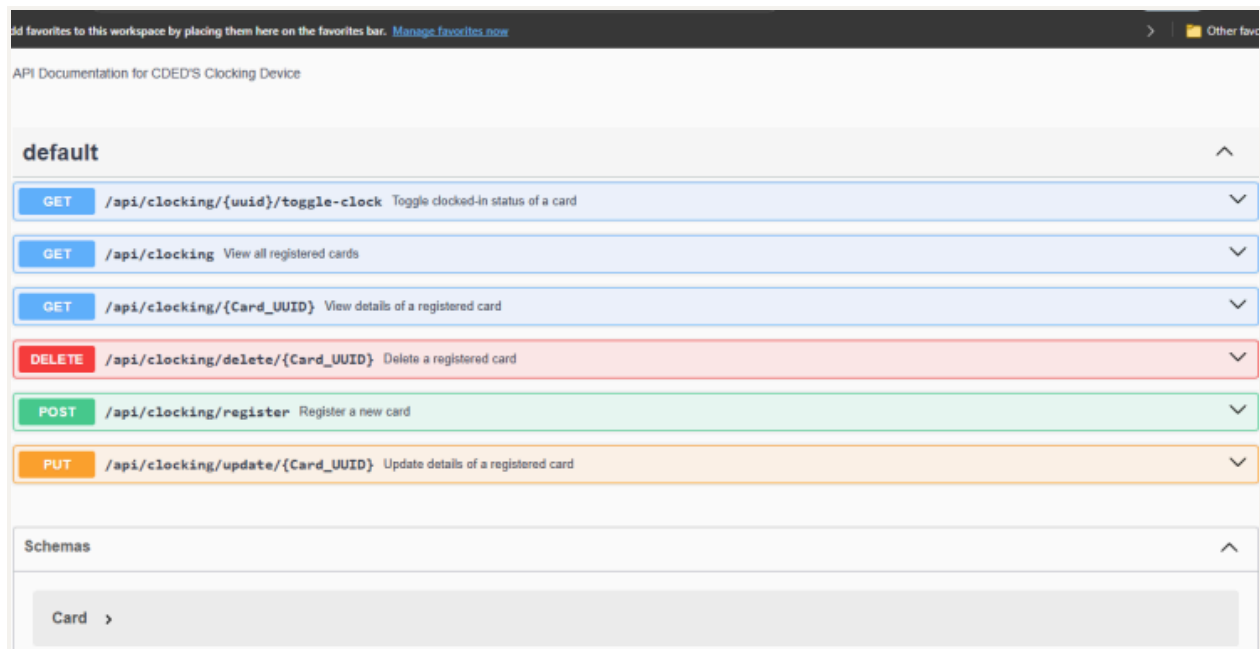 dd favorites to this workspace by placing them here on the favorites bar. Manage favorites now
Other favo
API Documentation for CDED'S Clocking Device
default
GET /api/clocking/{uuid}/toggle-clock Toggle clocked-in status of a card
GET /api/clocking View all registered cards
GET /api/clocking/{Card_UUID} View details of a registered card
DELETE /api/clocking/delete/{Card_UUID} Delete a registered card
POST /api/clocking/register Register a new card
PUT /api/clocking/update/{Card_UUID} Update details of a registered card
Schemas
Card